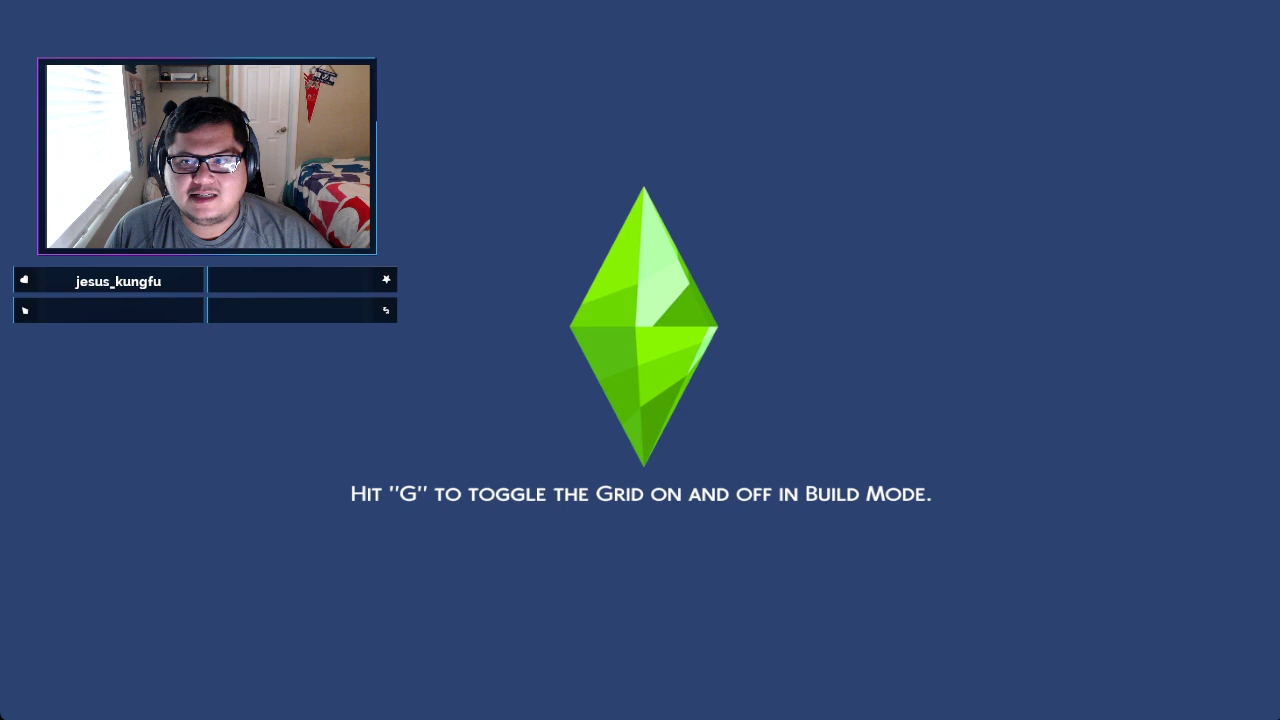 jesus_kungfu
Hit "G" to toggle the Grid on and off in Build Mode.